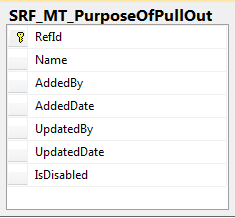 SRF_MT_PurposeOfPullOut
RefId
Name
AddedBy
AddedDate
UpdatedBy
UpdatedDate
IsDisabled